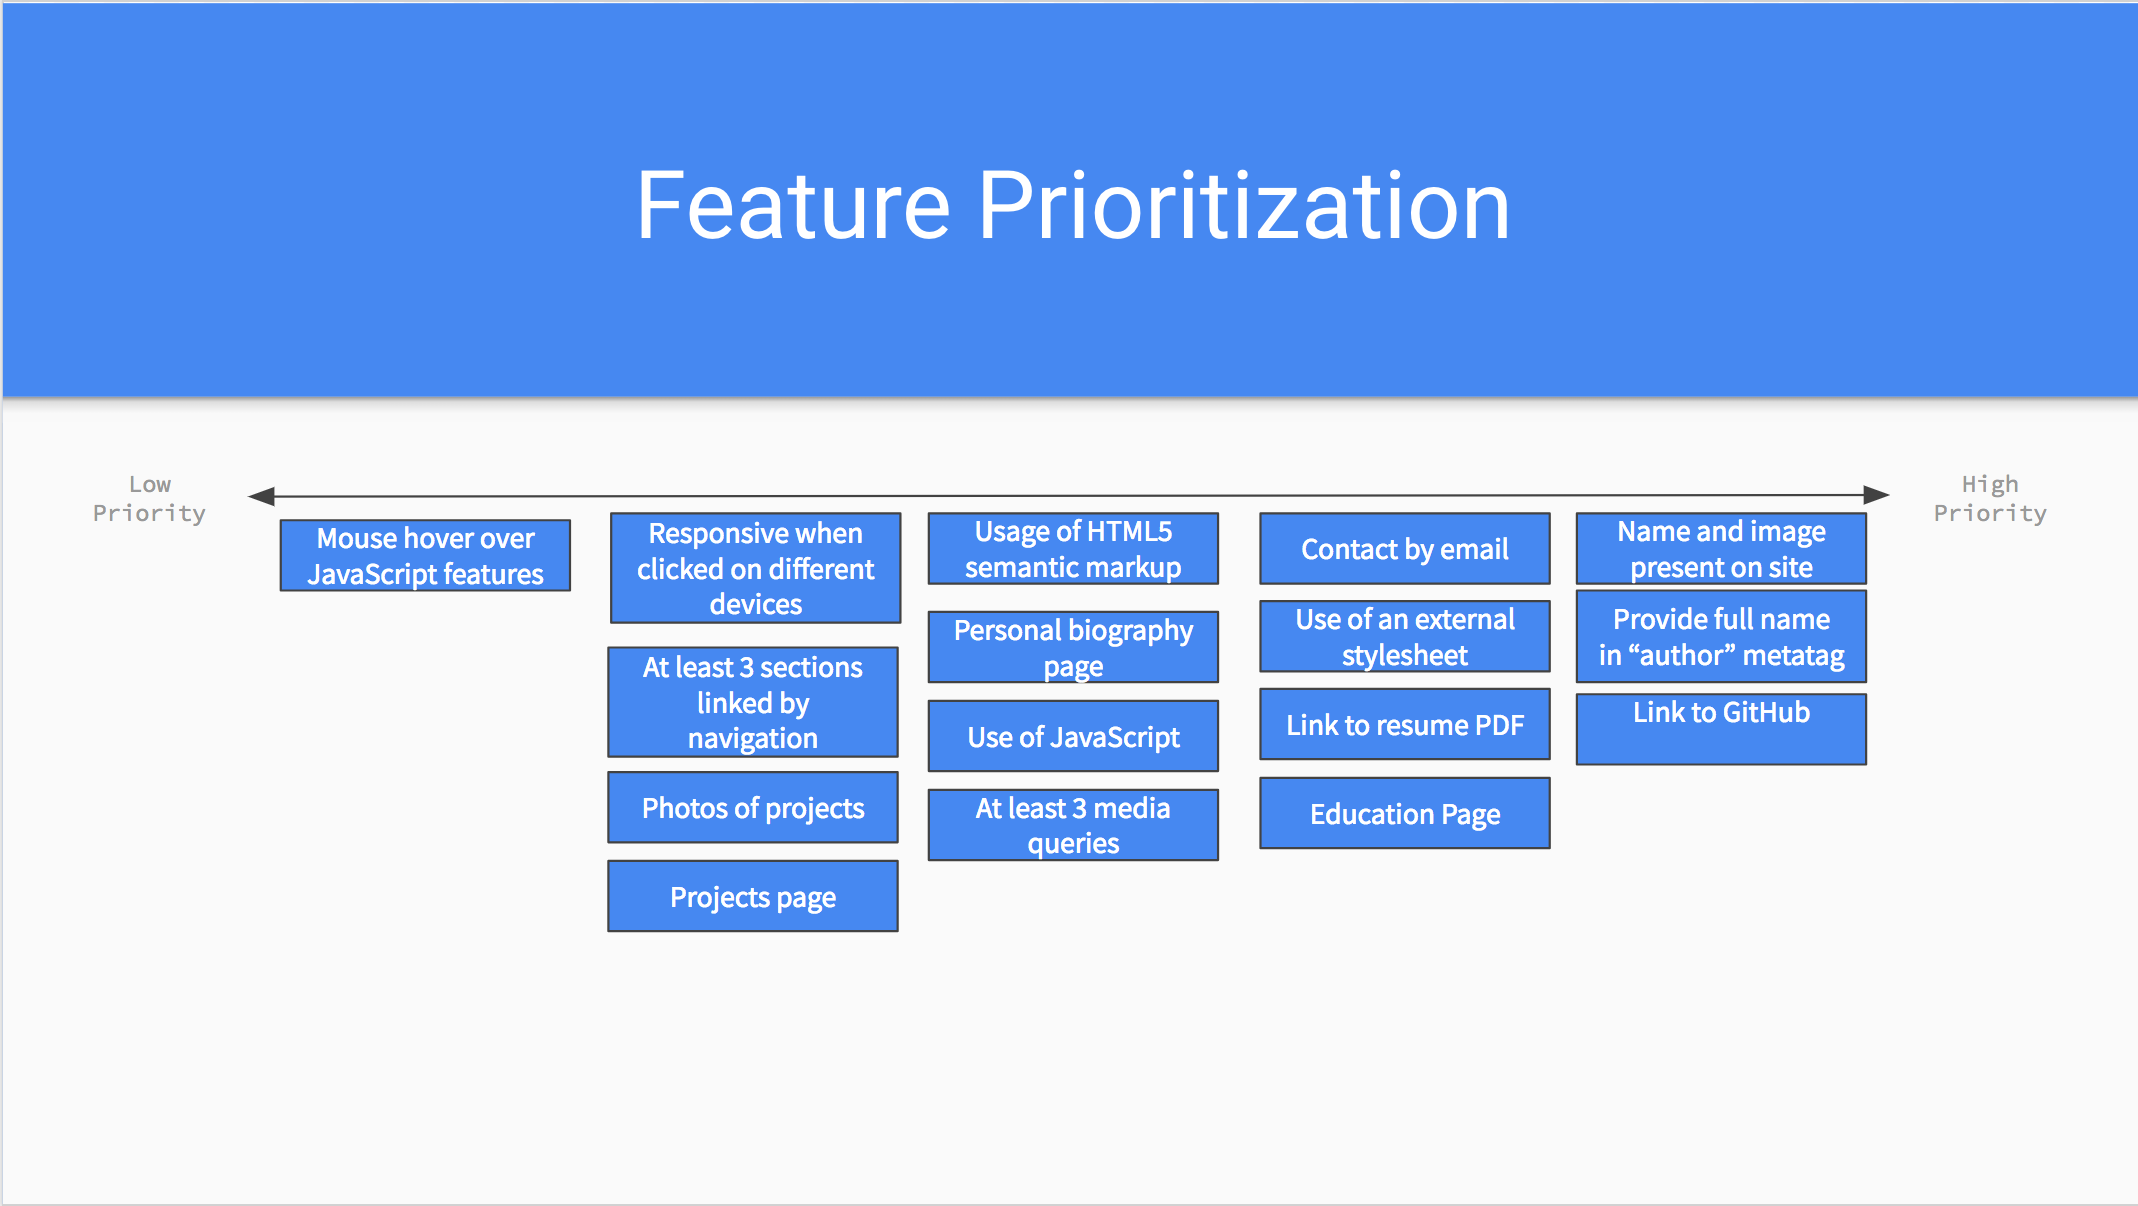 Feature Prioritization
Low
Priority
High
Priority
Mouse hover over
JavaScript features
Responsive when
clicked on different
devices
At least 3 sections
linked by
navigation
Photos of projects
Projects page
Usage of HTML5
semantic markup
Personal biography
page
Use of JavaScript
At least 3 media
queries
Contact by email
Use of an external
stylesheet
Link to resume PDF
Education Page
Name and image
present on site
Provide full name
in “author” metatag
Link to GitHub